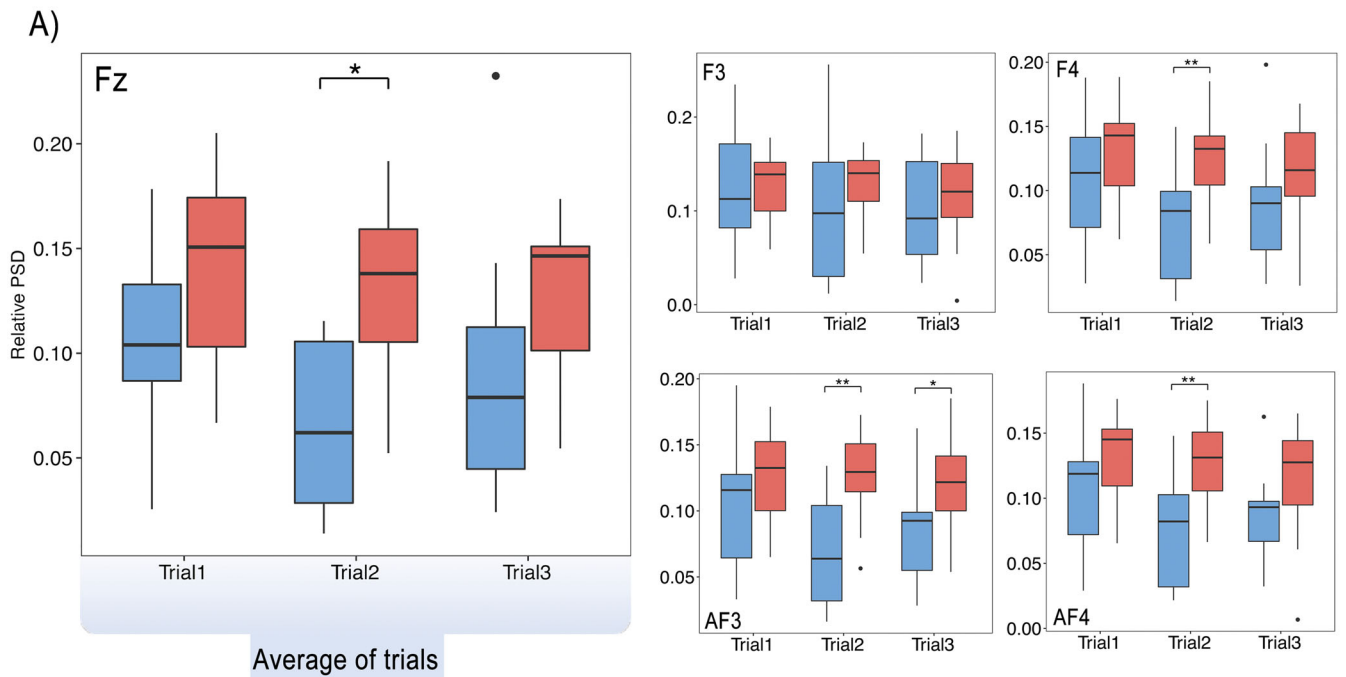 A)
Fz
*
Relative PSD
0.20
0.15
0.10
0.05
Trial1 Trial2 Trial3
Average of trials
F3
0.2
0.1
0.0
Trial1 Trial2 Trial3
F4
**
0.20
0.15
0.10
0.05
Trial1 Trial2 Trial3
AF3
** *
0.20
0.15
0.10
0.05
Trial1 Trial2 Trial3
AF4
**
0.15
0.10
0.05
0.00
Trial1 Trial2 Trial3